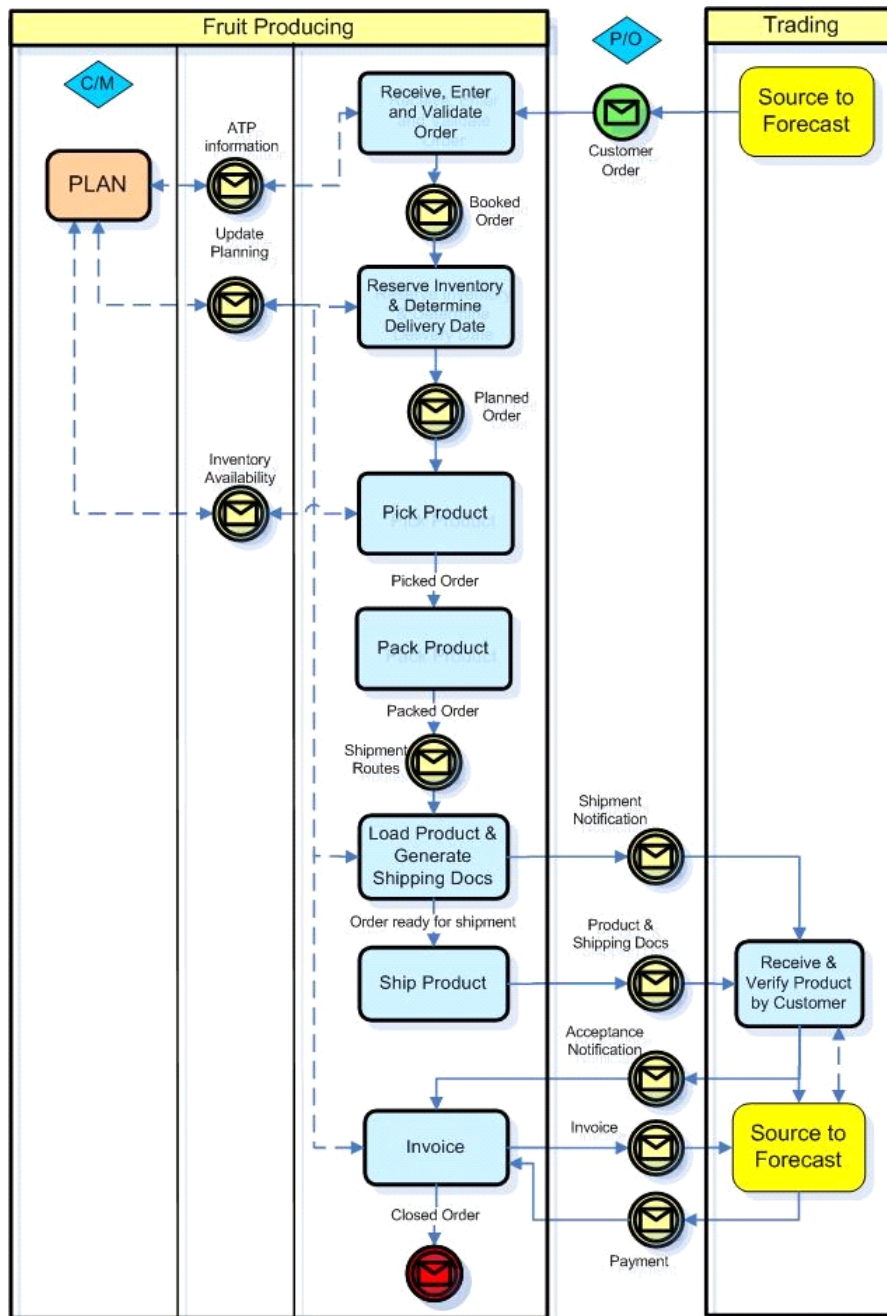 Fruit Producing
P/O
Trading
C/M
Receive, Enter
and Validate
Order
Source to
Forecast
ATP
information
Customer
Order
PLAN
Booked
Order
Update
Planning
Reserve Inventory
& Determine
Delivery Date
Planned
Order
Inventory
Availability
Pick Product
Picked Order
Pack Product
Packed Order
Shipment
Routes
Shipment
Notification
Load Product &
Generate
Shipping Docs
Order ready for shipment
Product &
Shipping Docs
Ship Product
Receive &
Verify Product
by Customer
Acceptance
Notification
Invoice
Invoice
Source to
Forecast
Closed Order
Payment